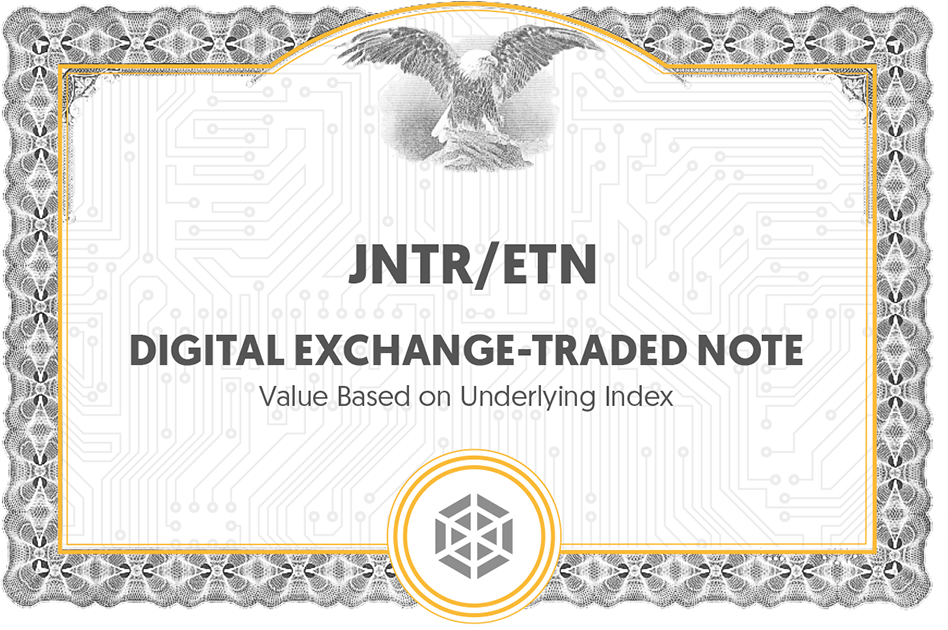 JNTR/ETN
DIGITAL EXCHANGE-TRADED NOTE
Value Based on Underlying Index